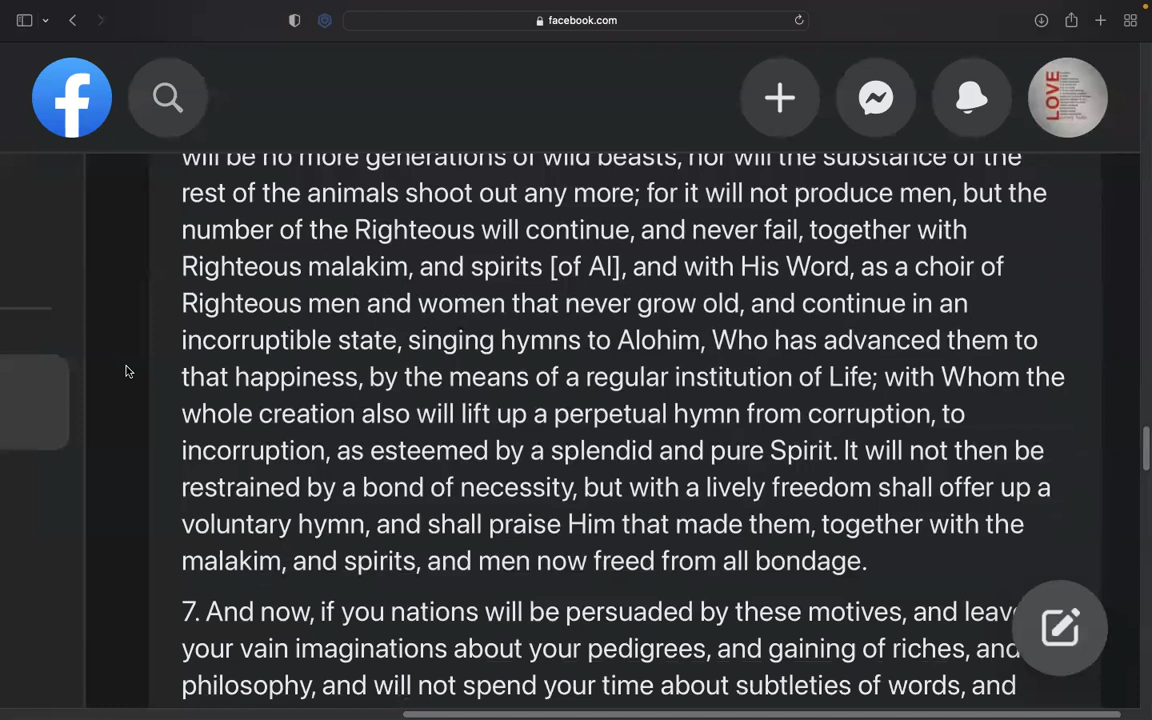 facebook.com
LOVE
will be no more generations of wild beasts, nor will the substance of the
rest of the animals shoot out any more; for it will not produce men, but the
number of the Righteous will continue, and never fail, together with
Righteous malakim, and spirits [of Al], and with His Word, as a choir of
Righteous men and women that never grow old, and continue in an
incorruptible state, singing hymns to Alohim, Who has advanced them to
that happiness, by the means of a regular institution of Life; with Whom the
whole creation also will lift up a perpetual hymn from corruption, to
incorruption, as esteemed by a splendid and pure Spirit. It will not then be
restrained by a bond of necessity, but with a lively freedom shall offer up a
voluntary hymn, and shall praise Him that made them, together with the
malakim, and spirits, and men now freed from all bondage.
7. And now, if you nations will be persuaded by these motives, and leav
your vain imaginations about your pedigrees, and gaining of riches, and
philosophy, and will not spend your time about subtleties of words, and